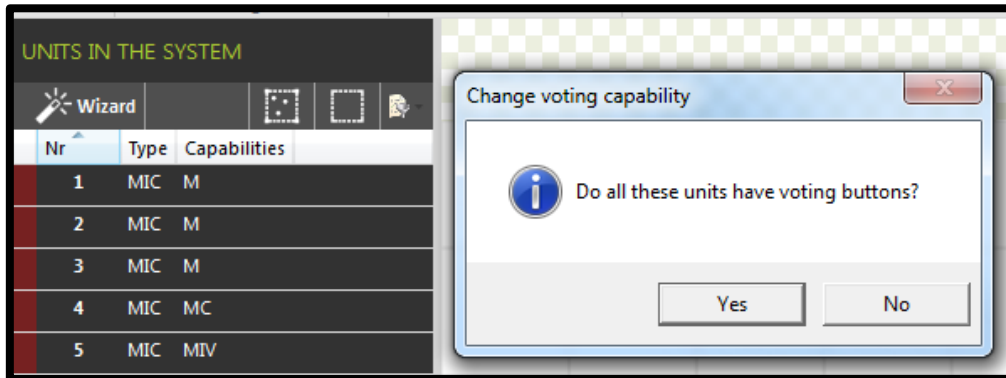 UNITS IN THE SYSTEM
Wizard
Nr Type Capabilities
1 MIC M
2 MIC M
3 MIC M
4 MIC MC
5 MIC MIV
Change voting capability
Do all these units have voting buttons?
Yes No